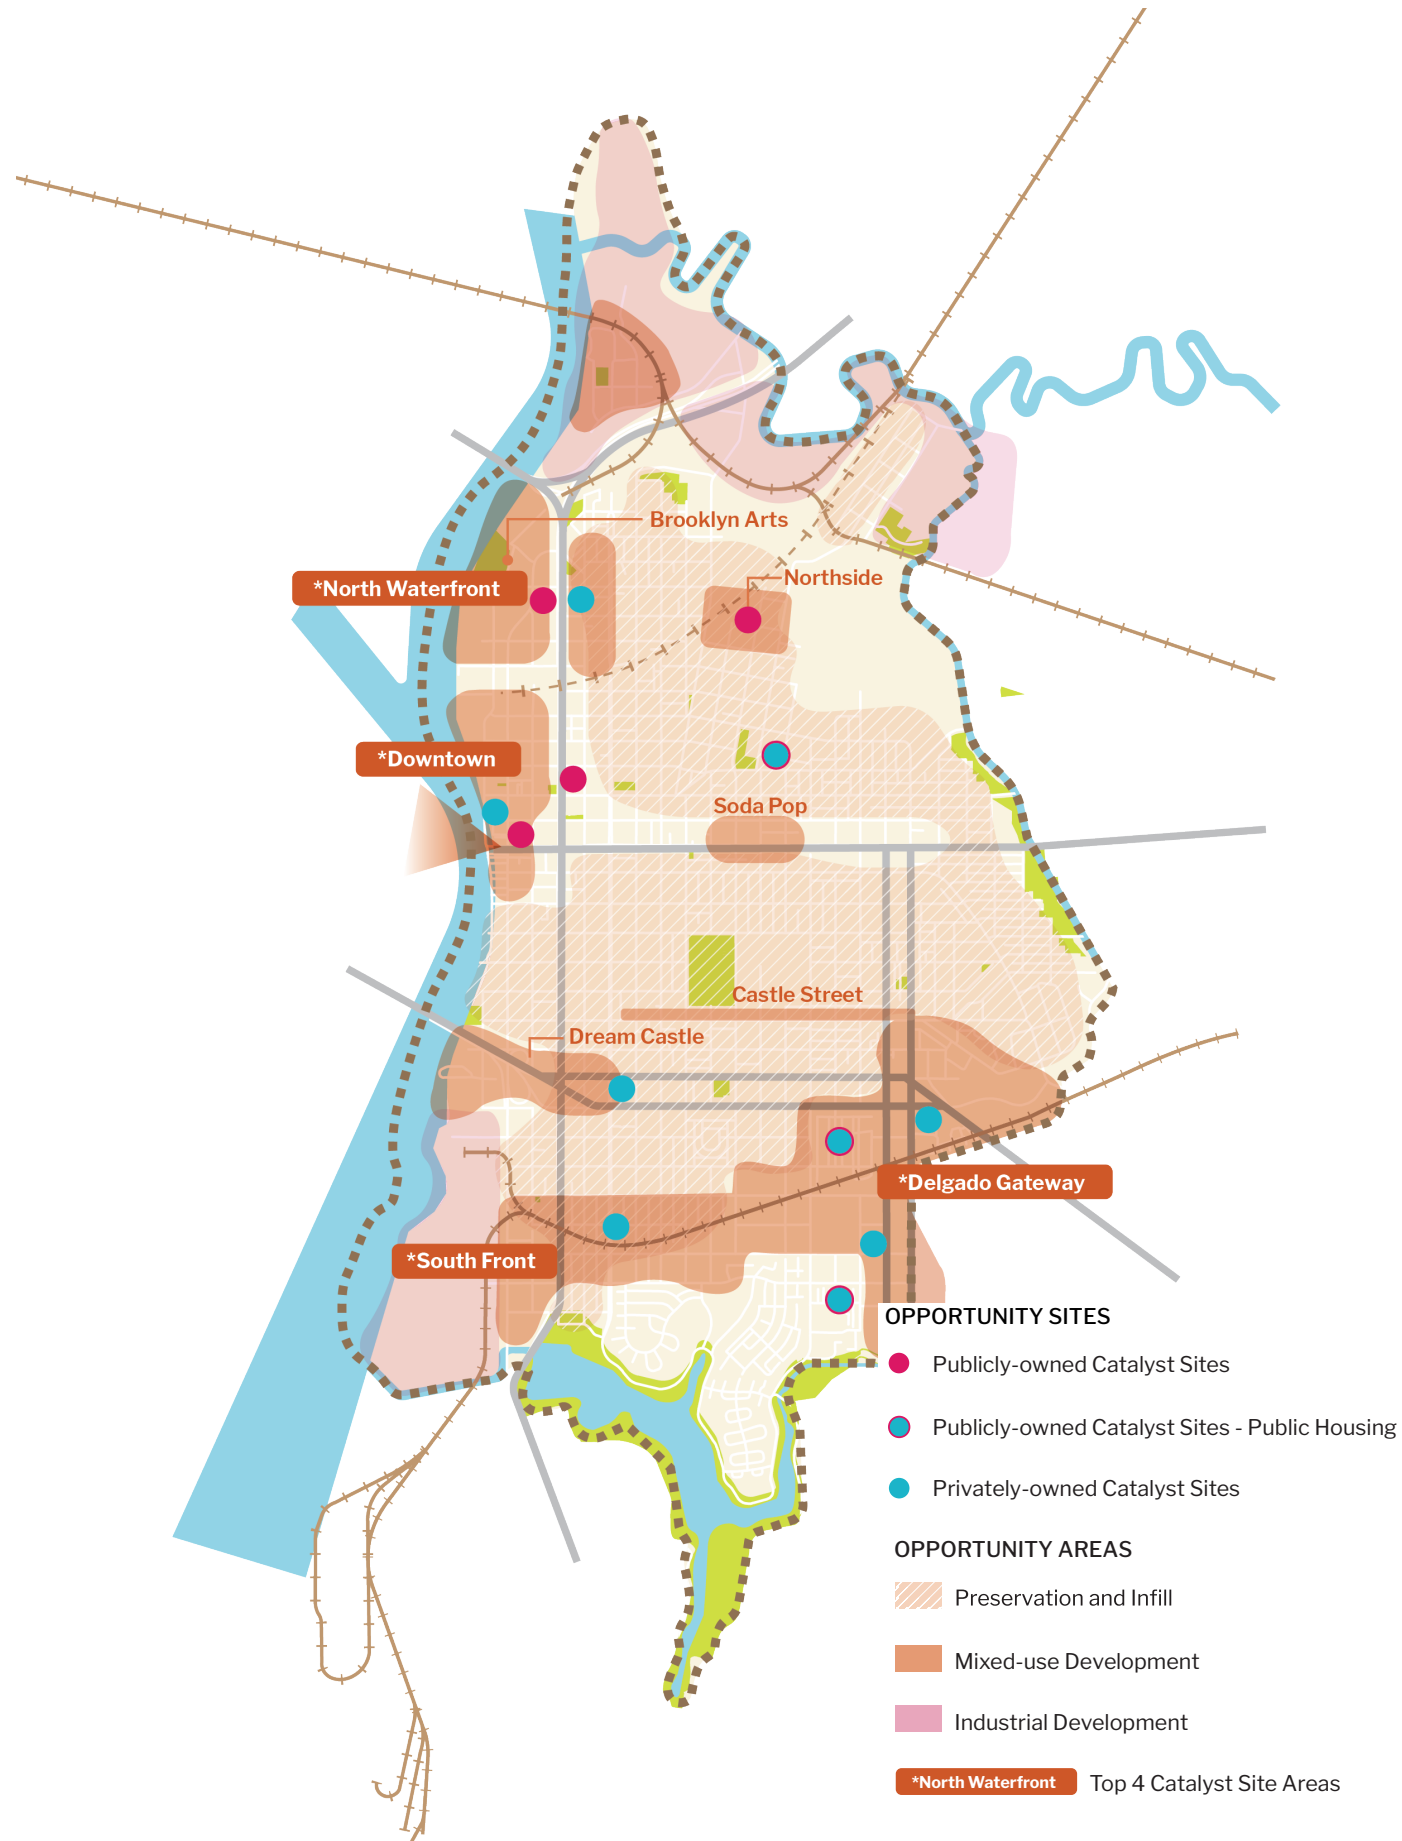 Brooklyn Arts
Northside
*North Waterfront
*Downtown
Soda Pop
Castle Street
Dream Castle
*Delgado Gateway
*South Front
OPPORTUNITY SITES
Publicly-owned Catalyst Sites
Publicly-owned Catalyst Sites - Public Housing
Privately-owned Catalyst Sites
OPPORTUNITY AREAS
Preservation and Infill
Mixed-use Development
Industrial Development
*North Waterfront Top 4 Catalyst Site Areas